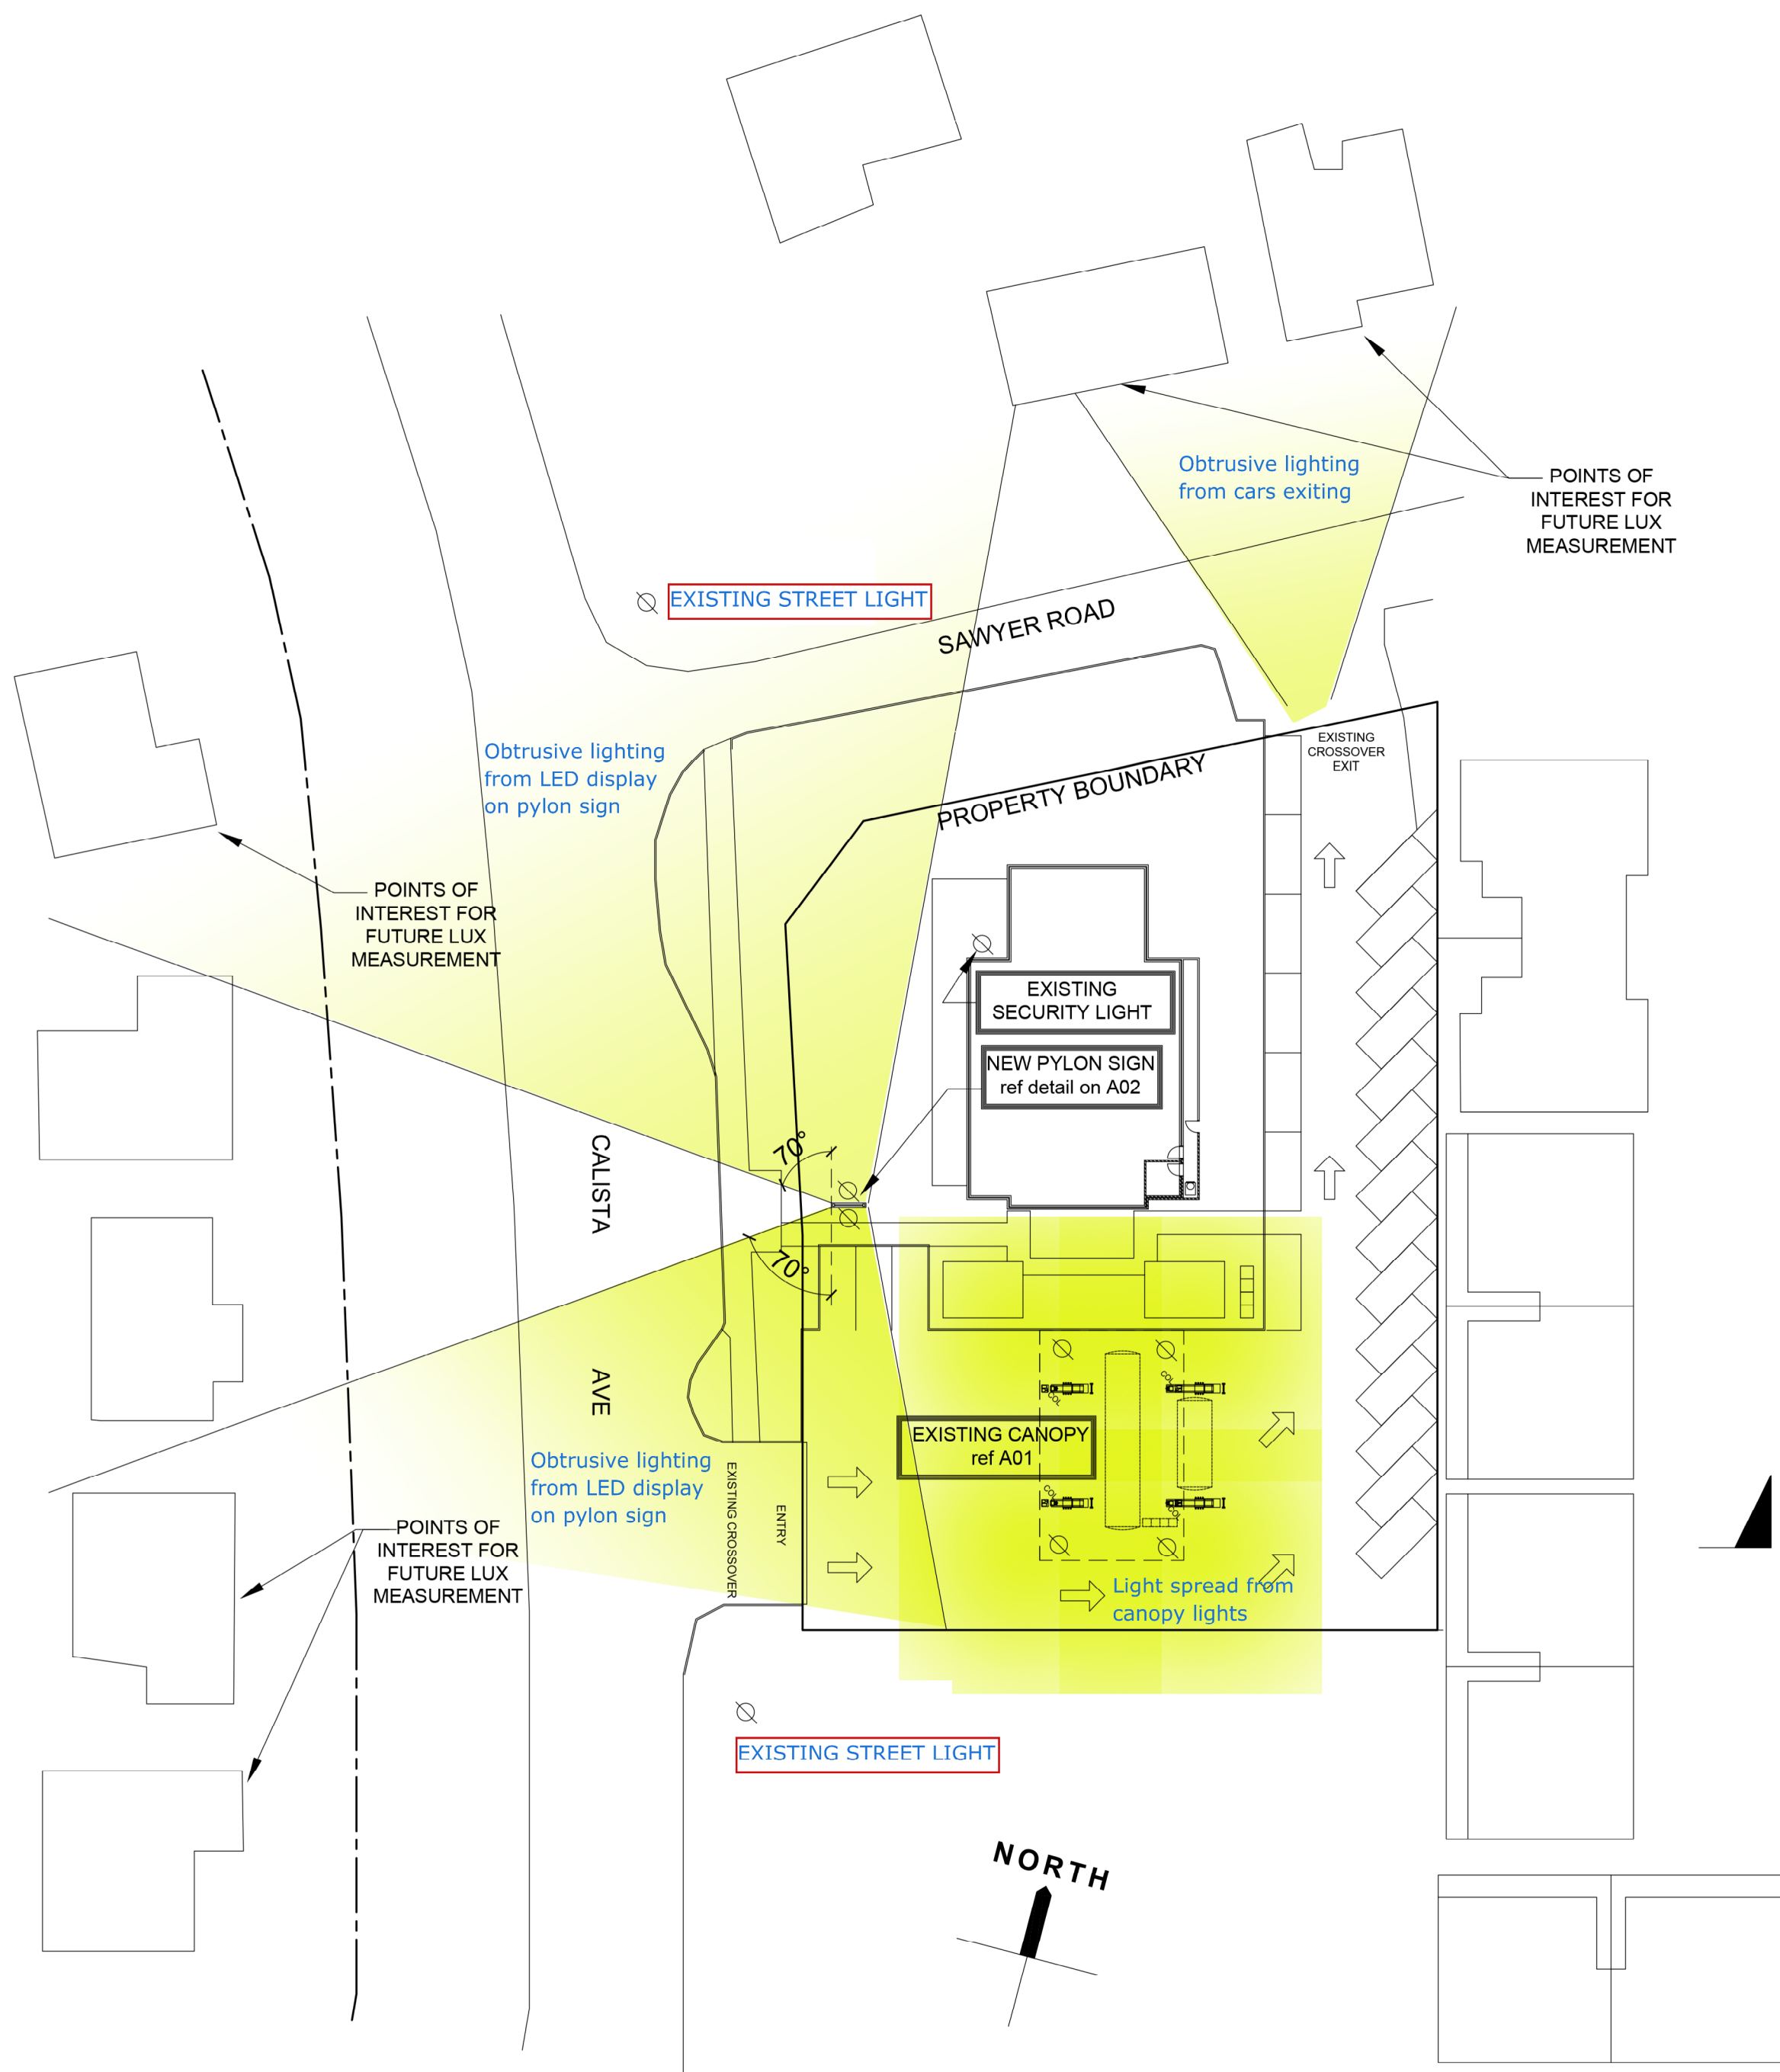 Obtrusive lighting
from cars exiting
POINTS OF
INTEREST FOR
FUTURE LUX
MEASUREMENT
EXISTING STREET LIGHT
SAWYER ROAD
Obtrusive lighting
from LED display
on pylon sign
EXISTING
CROSSOVER
EXIT
PROPERTY BOUNDARY
POINTS OF
INTEREST FOR
FUTURE LUX
MEASUREMENT
EXISTING
SECURITY LIGHT
NEW PYLON SIGN
ref detail on A02
70°
CALISTA
70°
AVE
COL
COL
EXISTING CANOPY
ref A01
Obtrusive lighting
from LED display
on pylon sign
EXISTING CROSSOVER
ENTRY
COL
COL
POINTS OF
INTEREST FOR
FUTURE LUX
MEASUREMENT
Light spread from
canopy lights
EXISTING STREET LIGHT
NORTH